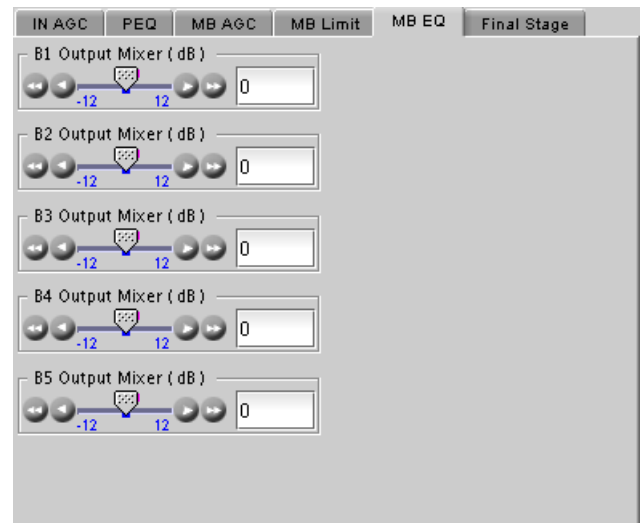 IN AGC PEQ MB AGC MB Limit MB EQ Final Stage
B1 Output Mixer ( dB )
0
-12 12
B2 Output Mixer ( dB )
0
-12 12
B3 Output Mixer ( dB )
0
-12 12
B4 Output Mixer ( dB )
0
-12 12
B5 Output Mixer ( dB )
0
-12 12